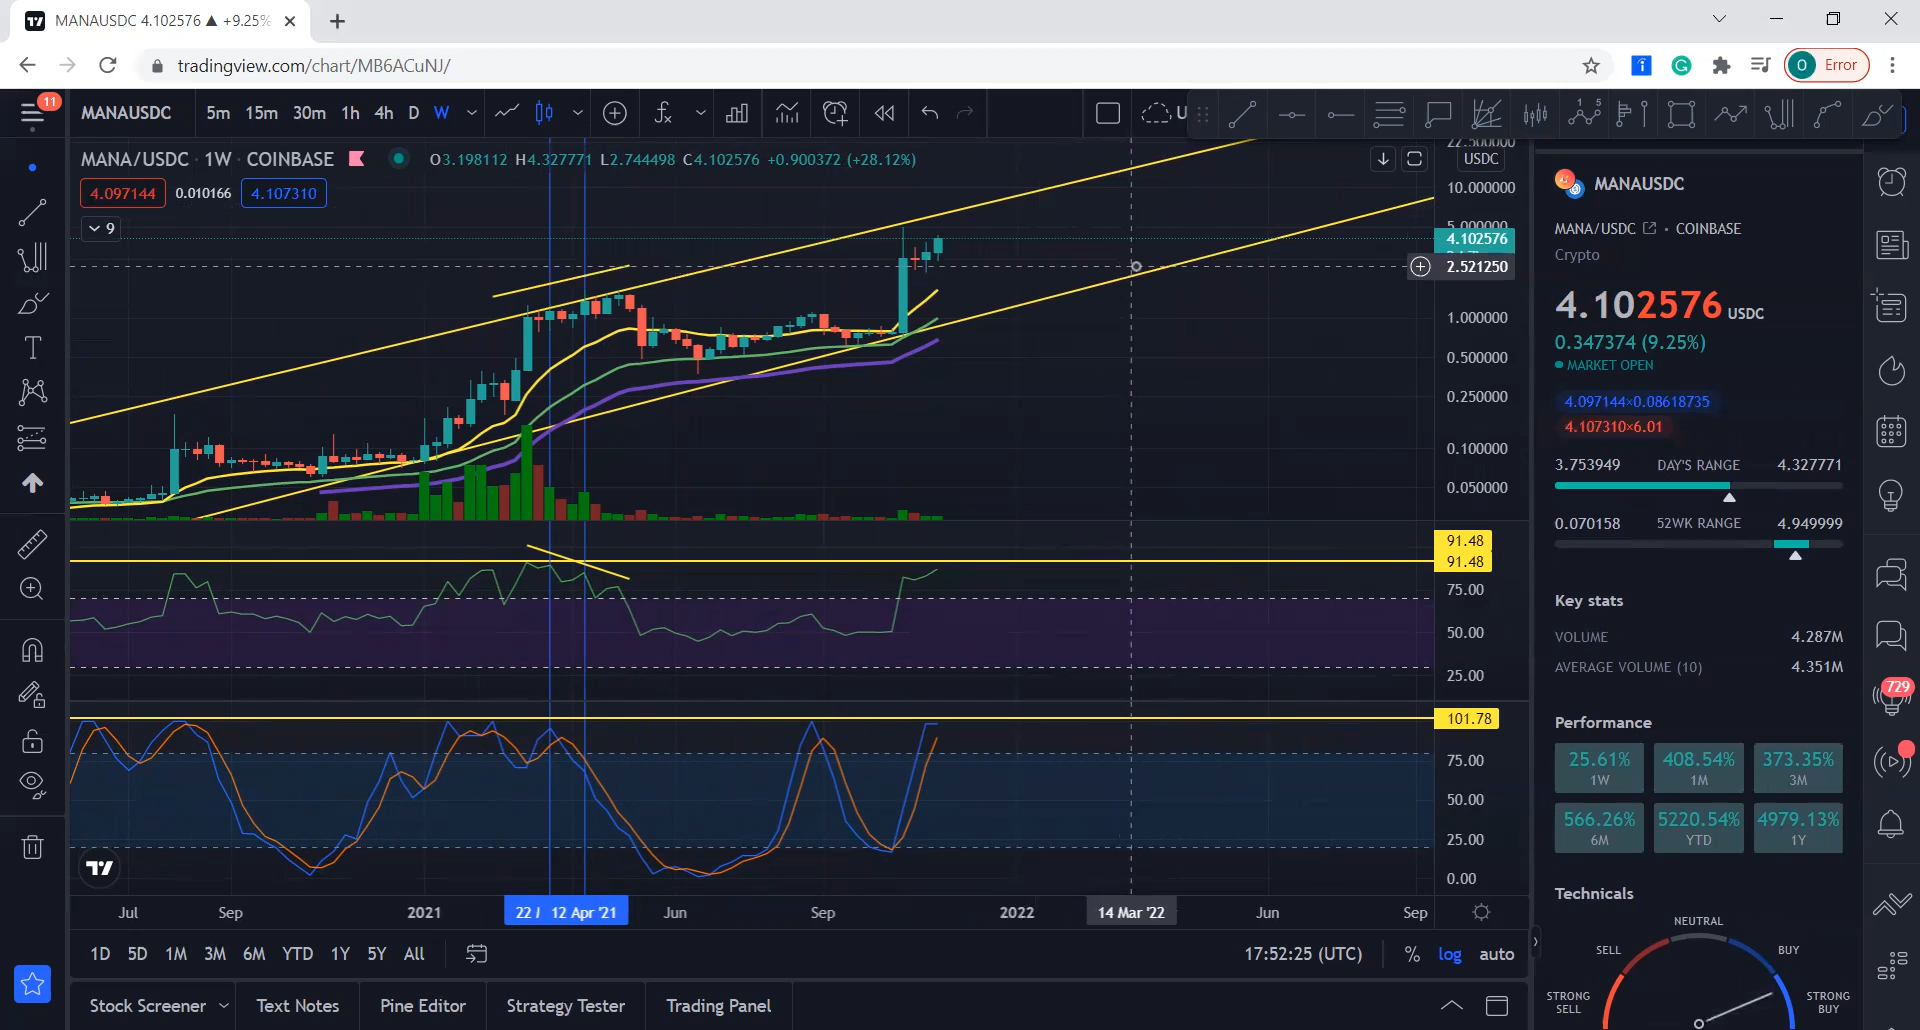 MANAUSDC 4.102576 ▲ +9.25%
tradingview.com/chart/MB6ACuNJ/
O Error
11
MANAUSDC 5m 15m 30m 1h 4h D W
MANA/USDC · 1W · COINBASE O3.198112 H4.327771 L2.744498 C4.102576 +0.900372 (+28.12%)
4.097144 0.010166 4.107310
9
USDC
10.000000
4.102576
2.521250
1.000000
0.500000
0.250000
0.100000
0.050000
91.48
91.48
75.00
50.00
25.00
101.78
75.00
50.00
25.00
0.00
Jul Sep 2021 22 12 Apr '21 Jun Sep 2022 14 Mar '22 Jun Sep
1D 5D 1M 3M 6M YTD 1Y 5Y All 17:52:25 (UTC) % log auto
Stock Screener Text Notes Pine Editor Strategy Tester Trading Panel
MANAUSDC
MANA/USDC · COINBASE
Crypto
4.102576 USDC
0.347374 (9.25%)
MARKET OPEN
4.097144×0.08618735
4.107310×6.01
3.753949 DAY'S RANGE 4.327771
0.070158 52WK RANGE 4.949999
Key stats
VOLUME 4.287M
AVERAGE VOLUME (10) 4.351M
Performance
25.61% 408.54% 373.35%
1W 1M 3M
566.26% 5220.54% 4979.13%
6M YTD 1Y
Technicals
NEUTRAL
SELL BUY
STRONG SELL STRONG BUY
729